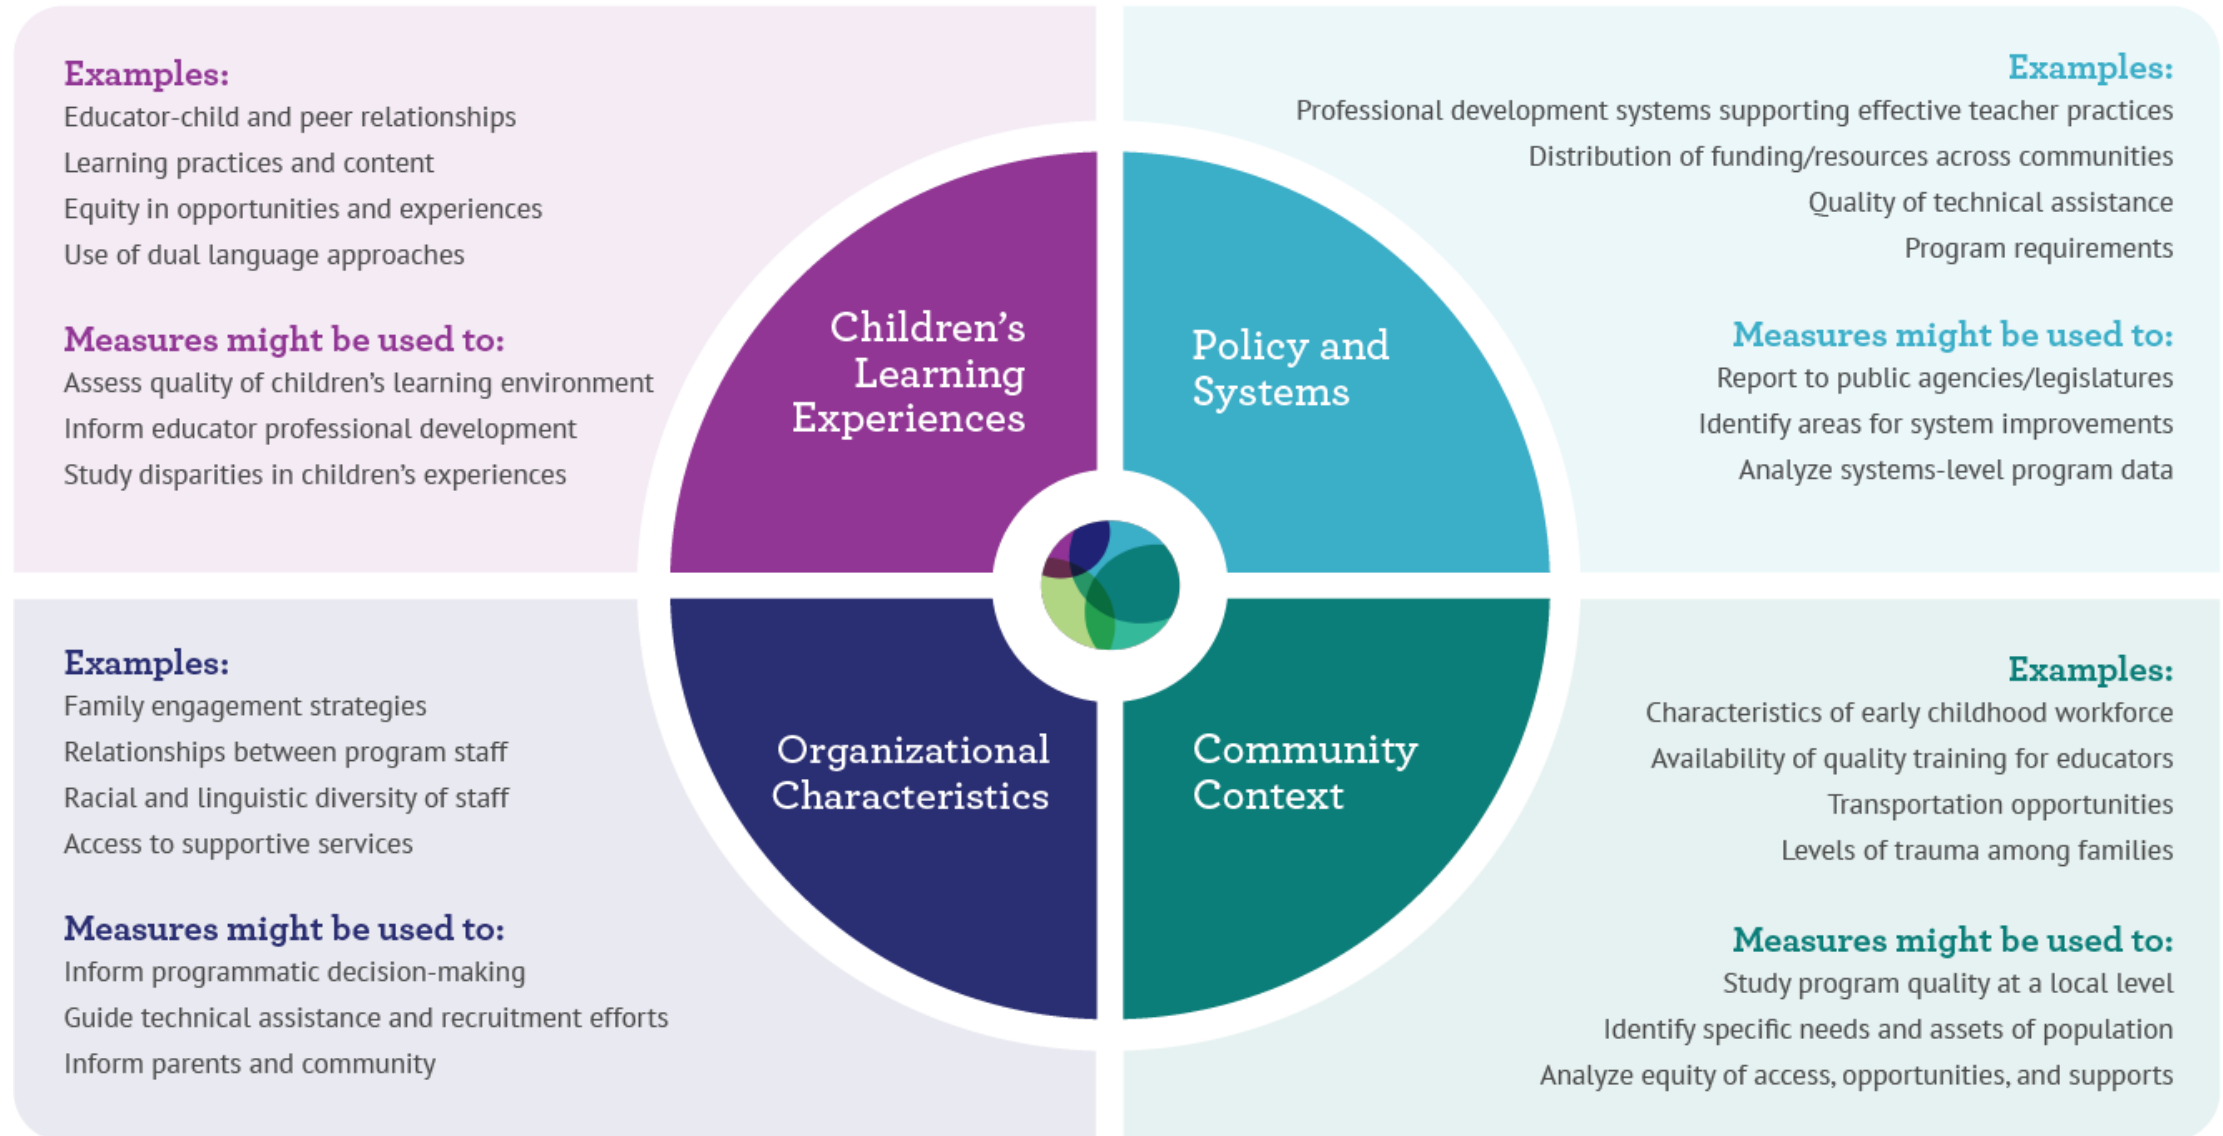 Examples:
Educator-child and peer relationships
Learning practices and content
Equity in opportunities and experiences
Use of dual language approaches
Measures might be used to:
Assess quality of children’s learning environment
Inform educator professional development
Study disparities in children’s experiences
Children’s
Learning
Experiences
Policy and
Systems
Examples:
Professional development systems supporting effective teacher practices
Distribution of funding/resources across communities
Quality of technical assistance
Program requirements
Measures might be used to:
Report to public agencies/legislatures
Identify areas for system improvements
Analyze systems-level program data
Examples:
Family engagement strategies
Relationships between program staff
Racial and linguistic diversity of staff
Access to supportive services
Measures might be used to:
Inform programmatic decision-making
Guide technical assistance and recruitment efforts
Inform parents and community
Organizational
Characteristics
Community
Context
Examples:
Characteristics of early childhood workforce
Availability of quality training for educators
Transportation opportunities
Levels of trauma among families
Measures might be used to:
Study program quality at a local level
Identify specific needs and assets of population
Analyze equity of access, opportunities, and supports